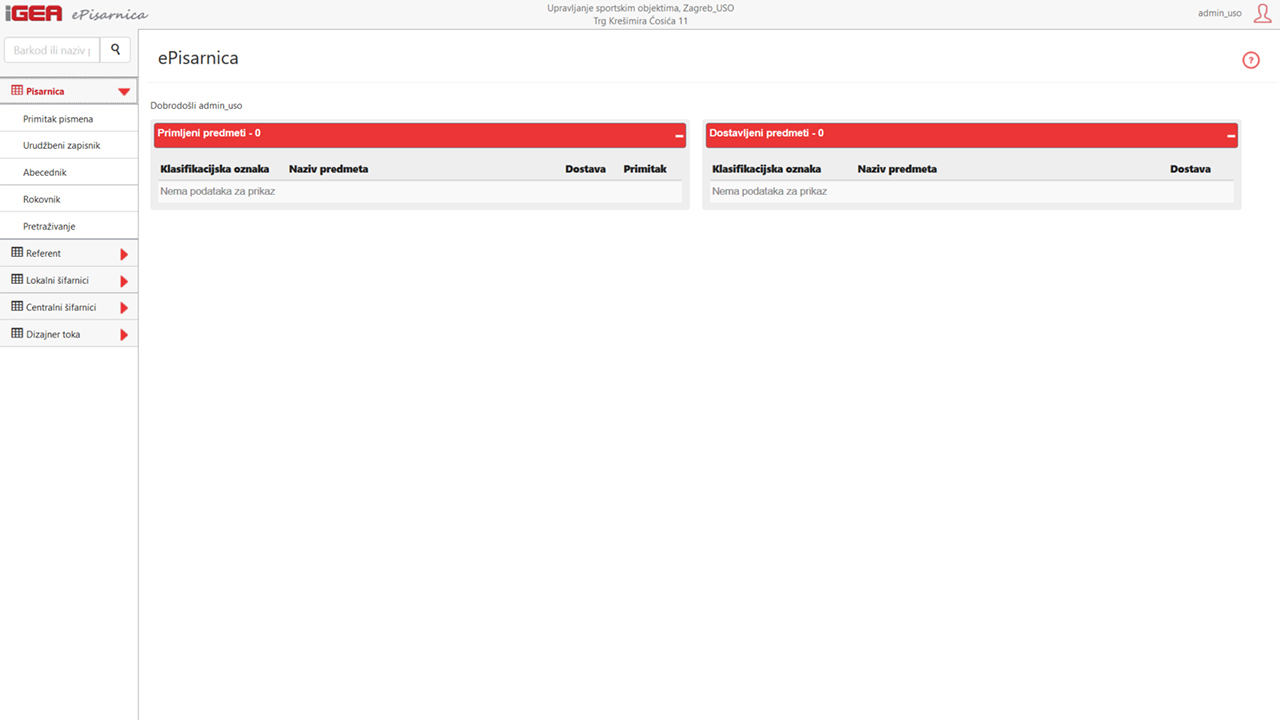 iGEA ePisarnica
Upravljanje sportskim objektima, Zagreb_USO
Trg Krešimira Ćosića 11
admin_uso
Barkod ili naziv p
ePisarnica
?
Pisarnica
Primitak pismena
Urudžbeni zapisnik
Abecednik
Rokovnik
Pretraživanje
Referent
Lokalni šifarnici
Centralni šifarnici
Dizajner toka
Dobrodošli admin_uso
Primljeni predmeti - 0
Klasifikacijska oznaka Naziv predmeta Dostava Primitak
Nema podataka za prikaz
Dostavljeni predmeti - 0
Klasifikacijska oznaka Naziv predmeta Dostava
Nema podataka za prikaz